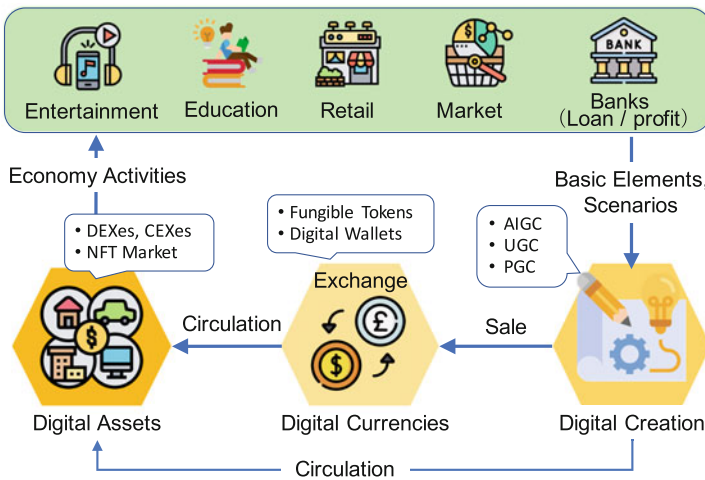 BANK
Entertainment
Education
Retail
Market
Banks
(Loan / profit)
Economy Activities
Basic Elements,
Scenarios
• DEXes, CEXes
• NFT Market
• Fungible Tokens
• Digital Wallets
• AIGC
• UGC
• PGC
Exchange
£
$
$
Circulation
Sale
Digital Assets
Digital Currencies
Digital Creation
Circulation